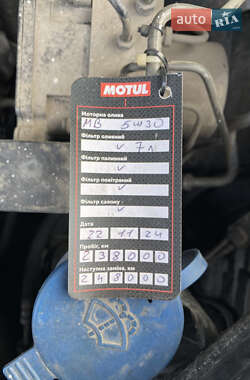 auto RIA
MOTUL
Моторна олива
MB 5W30
Фільтр оливний
✓ 7л
Фільтр паливний
✓
Фільтр повітряний
✓
Фільтр салону
✓
Дата
22 11 24
Пробіг, км
238000
Наступна заміна, км
248000